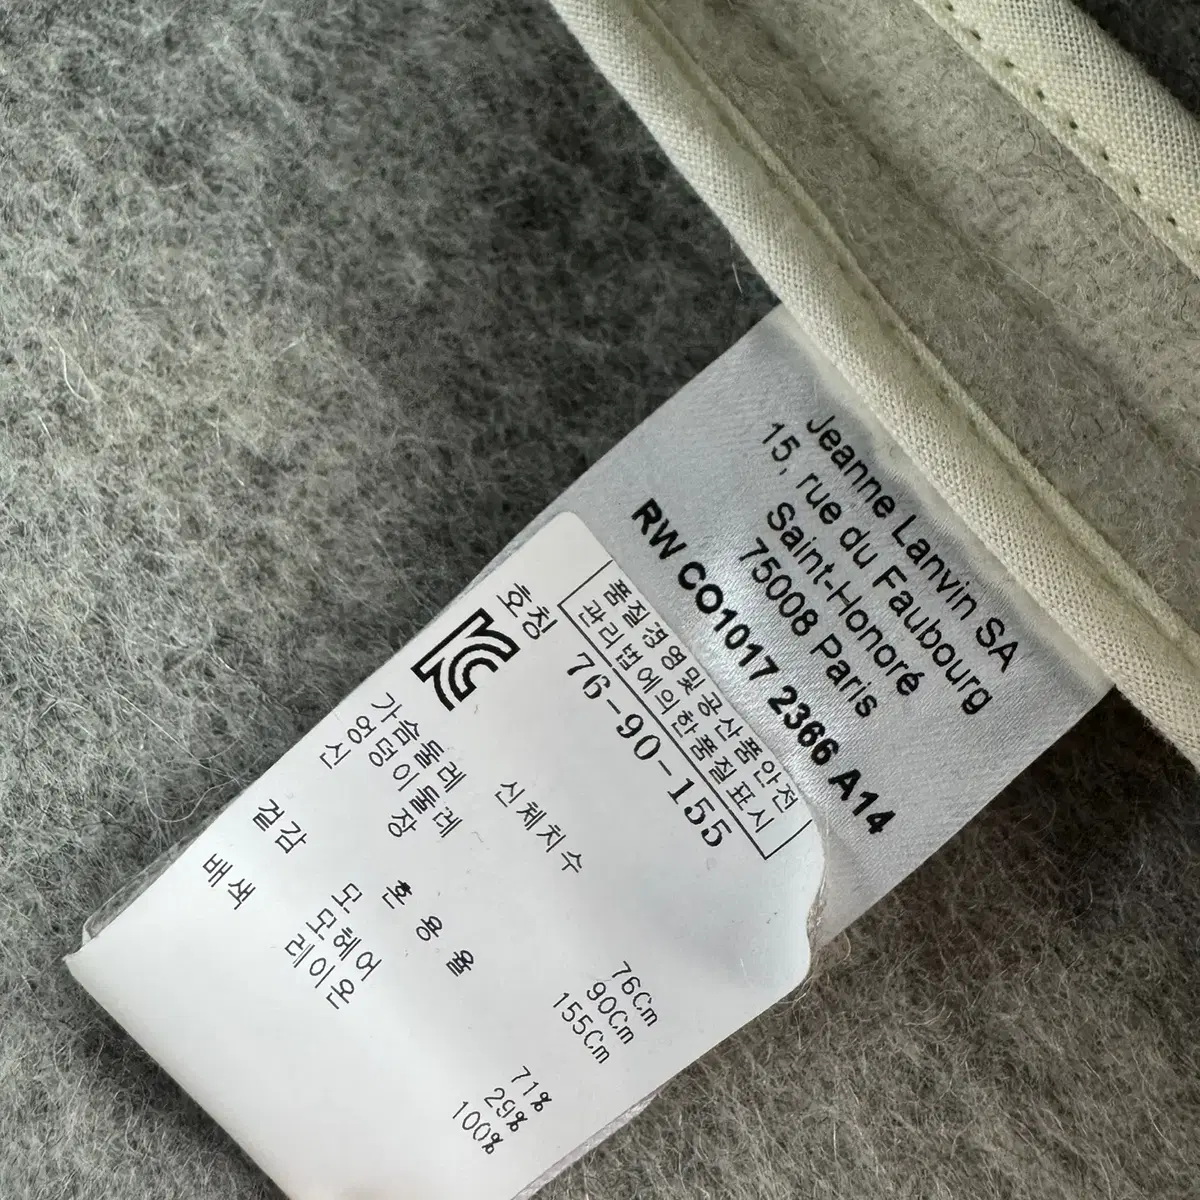 Jeanne Lanvin SA
15, rue du Faubourg
Saint-Honoré
75008 Paris
RW CO1017 2366 A14
품질경영및공산품안전
관리법에의한품질표시
호칭 76-90-155
신체치수
가슴둘레 76Cm
엉덩이둘레 90Cm
신 장 155Cm
혼 용 율
겉감 모 71%
모헤어 29%
배색 레이온 100%